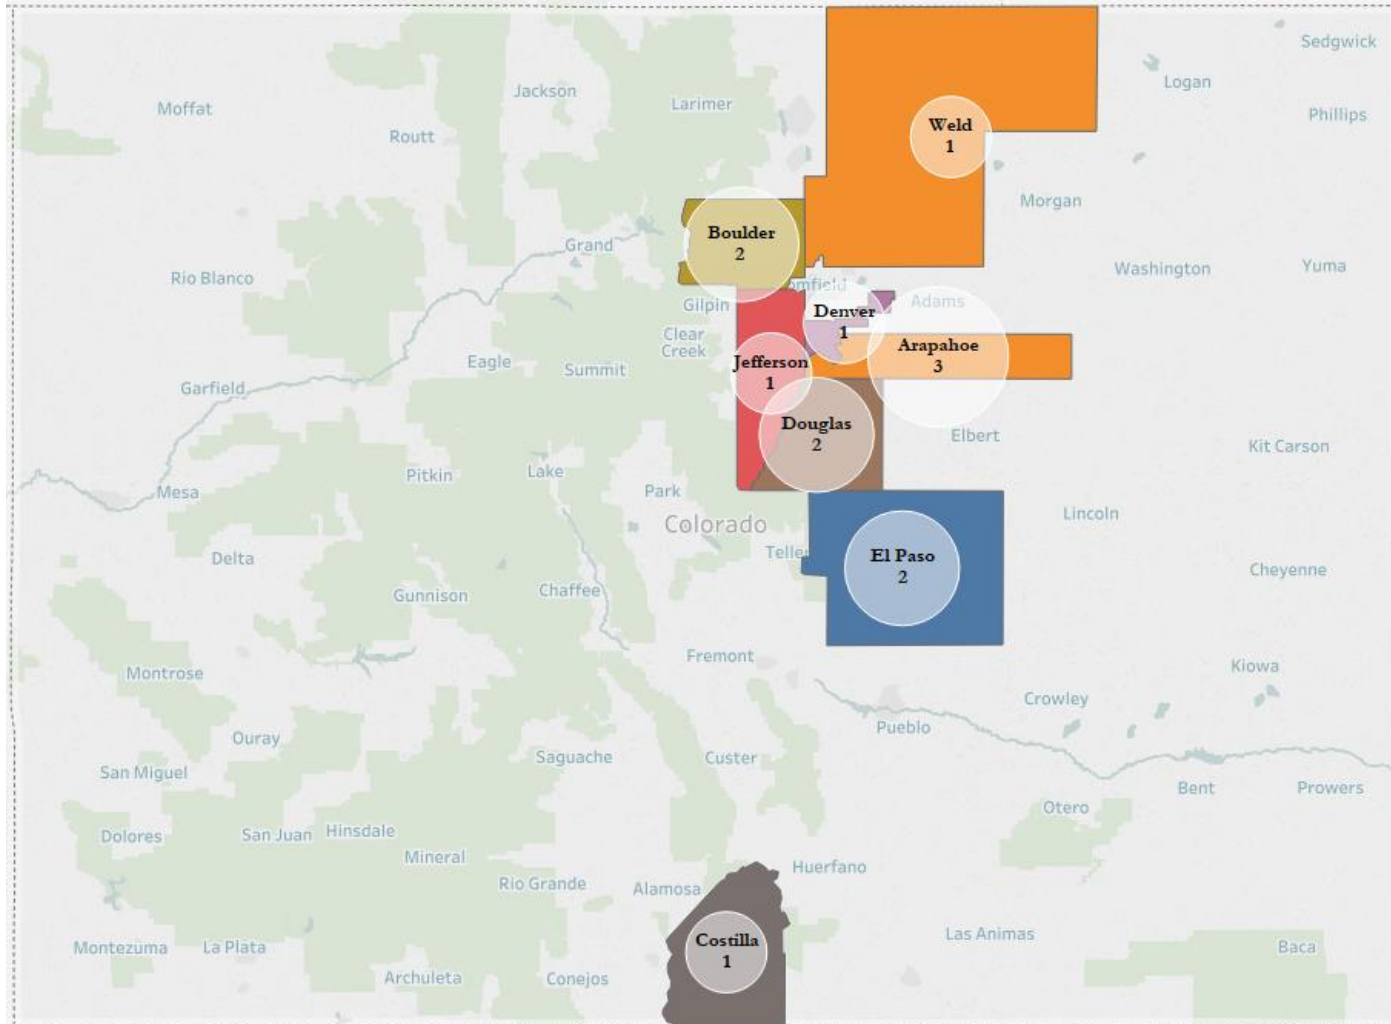 Sedgwick
Logan
Moffat
Jackson
Larimer
Phillips
Routt
Weld
1
Morgan
Boulder
2
Grand
Washington
Yuma
Rio Blanco
omfield
Gilpin
Adams
Denver
1
Clear
Creek
Arapahoe
3
Jefferson
1
Eagle
Summit
Garfield
Douglas
2
Elbert
Kit Carson
Pitkin
Lake
Mesa
Park
Colorado
Lincoln
Delta
Teller
El Paso
2
Cheyenne
Gunnison
Chaffee
Fremont
Kiowa
Montrose
Crowley
Pueblo
Ouray
Saguache
Custer
San Miguel
Bent
Prowers
Otero
Dolores
San Juan
Hinsdale
Mineral
Huerfano
Rio Grande
Alamosa
Costilla
1
Las Animas
Montezuma
La Plata
Baca
Archuleta
Conejos